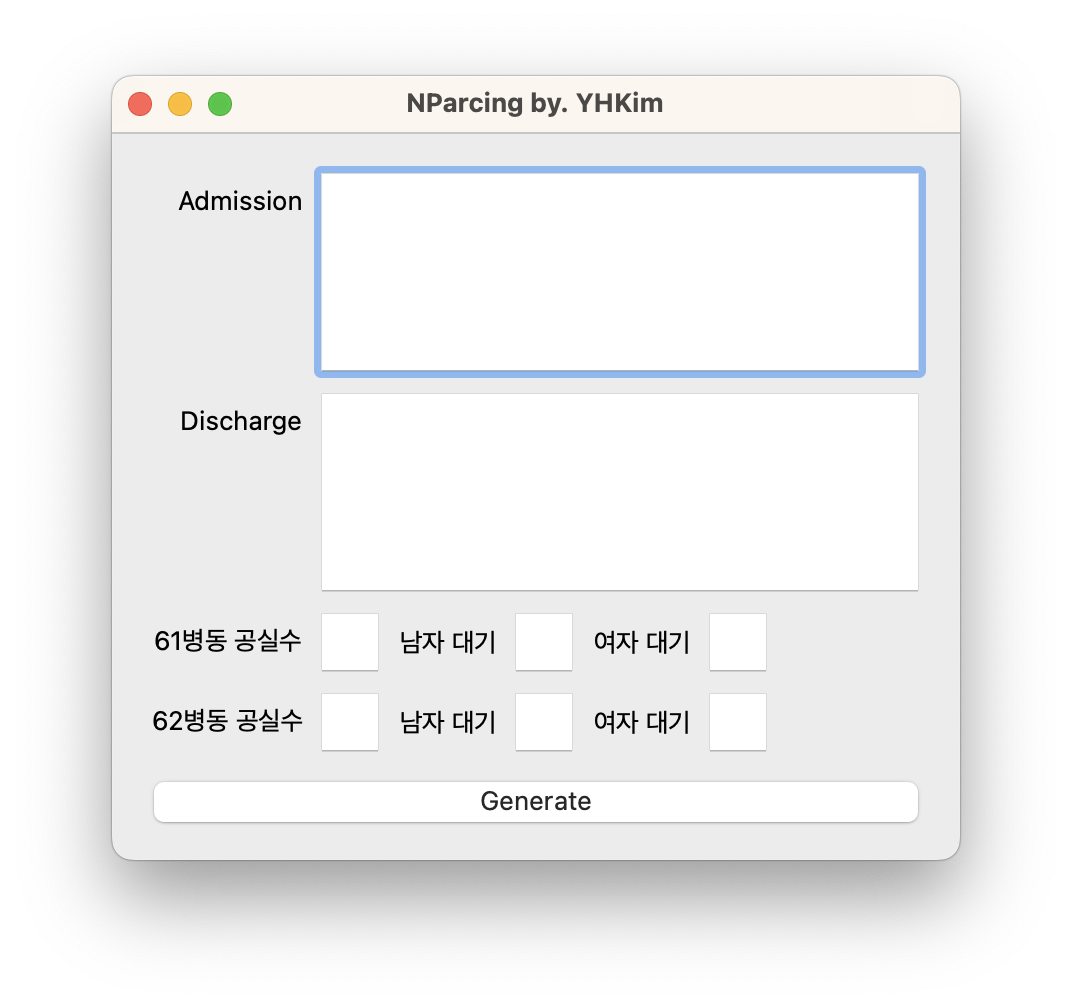 NParcing by. YHKim
Admission
Discharge
61병동 공실수 남자 대기 여자 대기
62병동 공실수 남자 대기 여자 대기
Generate